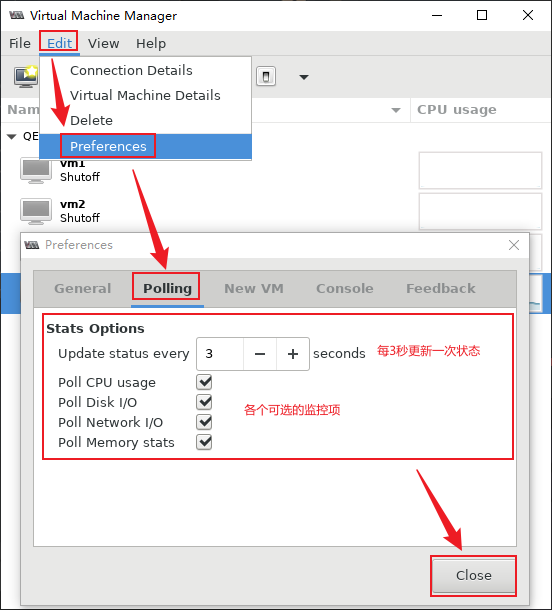 Virtual Machine Manager
File Edit View Help
Connection Details
Virtual Machine Details
Delete
Preferences
CPU usage
vm1
Shutoff
vm2
Shutoff
Preferences
General Polling New VM Console Feedback
Stats Options
Update status every 3 seconds 每3秒更新一次状态
Poll CPU usage
Poll Disk I/O
各个可选的监控项
Poll Network I/O
Poll Memory stats
Close